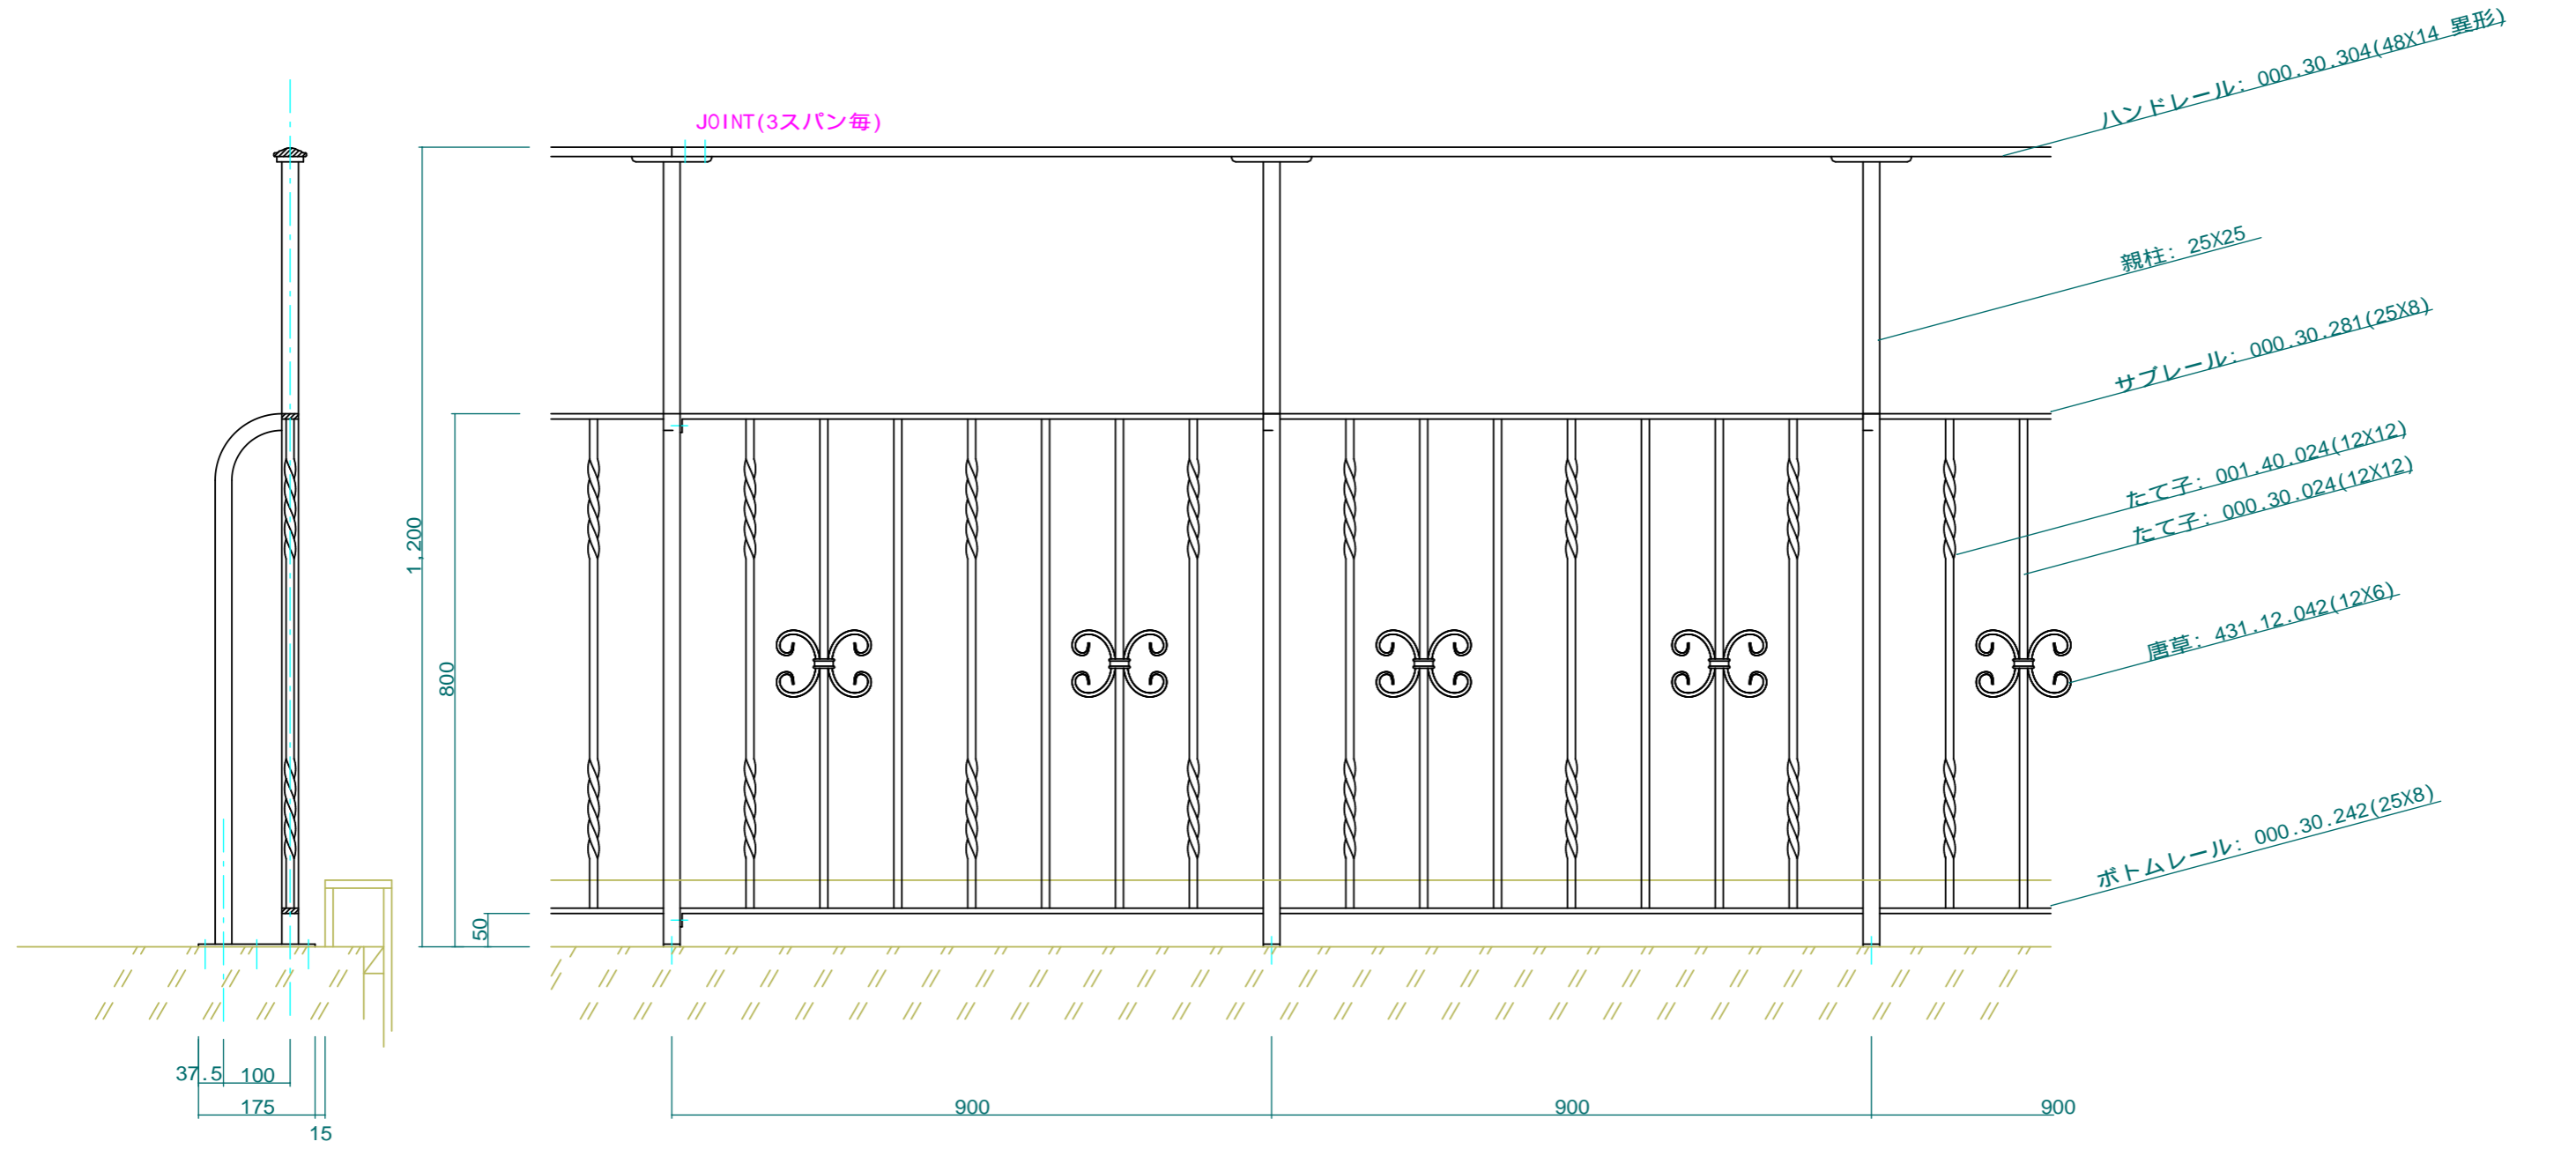 ハンドレール: 000.30.304(48X14 異形)
JOINT(3スパン毎)
親柱: 25X25
サブレール: 000.30.281(25X8)
たて子: 001.40.024(12X12)
たて子: 000.30.024(12X12)
1,200
唐草: 431.12.042(12X6)
800
ボトムレール: 000.30.242(25X8)
50
37.5
100
175
15
900
900
900